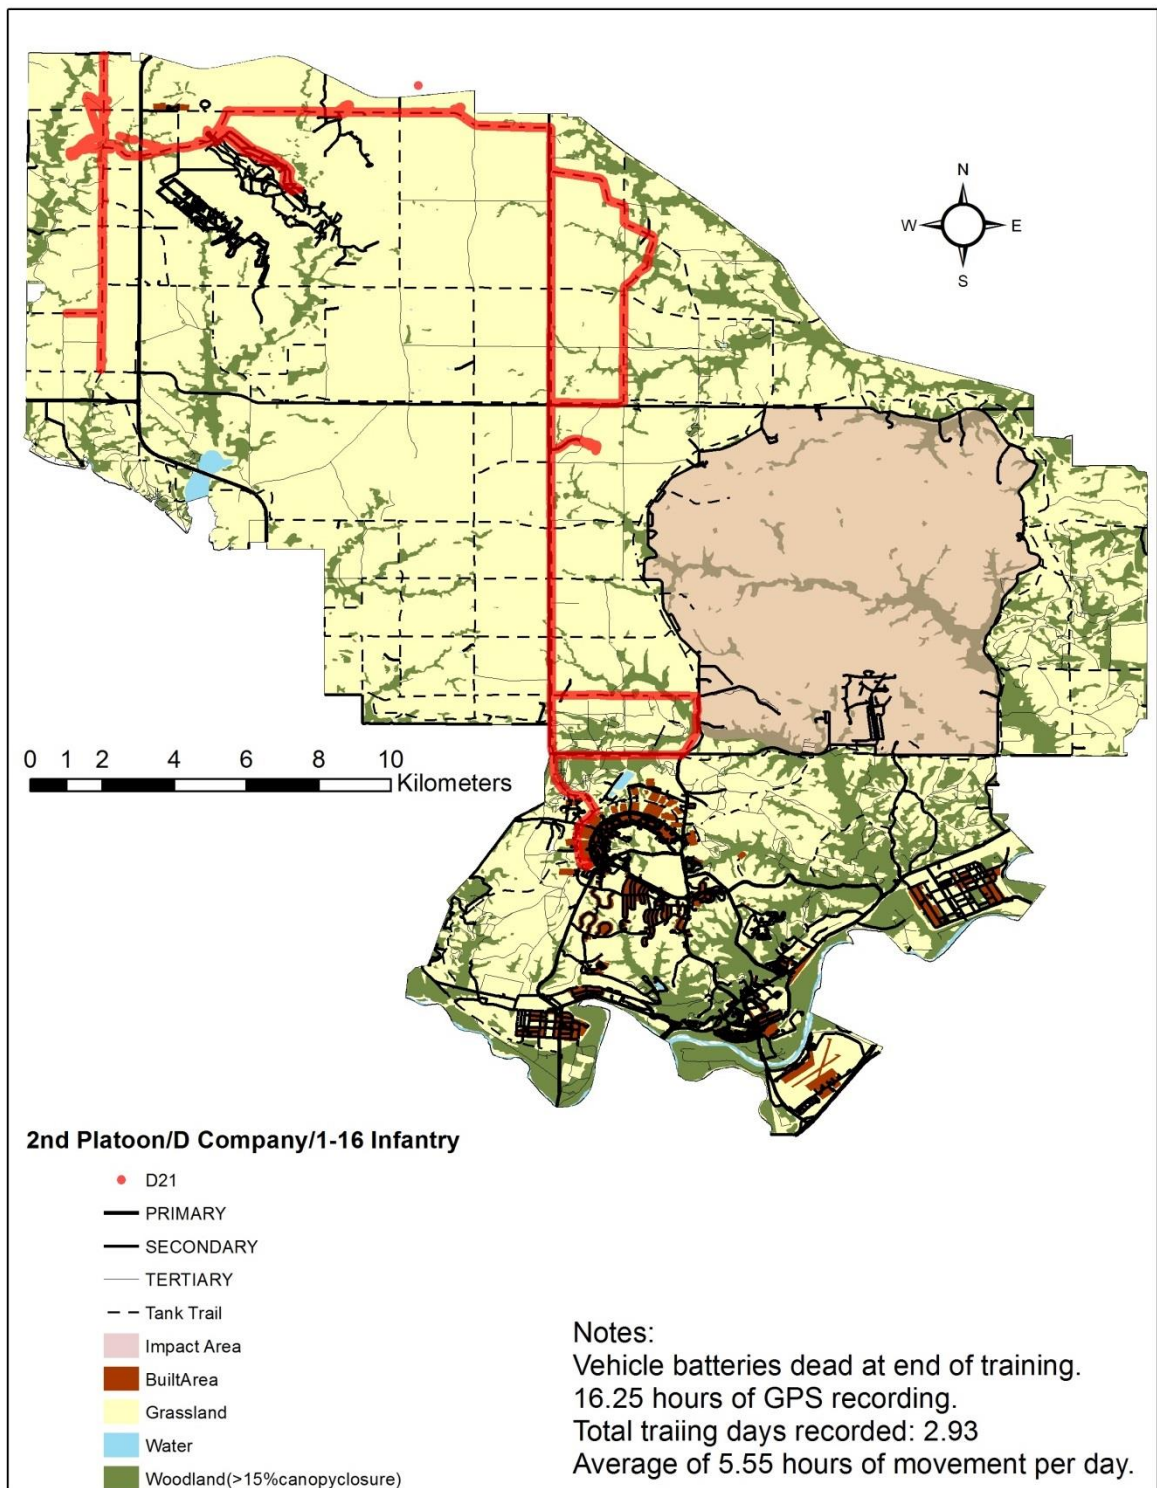 N
W
E
S
0 1 2 4 6 8 10
Kilometers
2nd Platoon/D Company/1-16 Infantry
D21
PRIMARY
SECONDARY
TERTIARY
Tank Trail
Impact Area
BuiltArea
Grassland
Water
Woodland(>15%canopyclosure)
Notes:
Vehicle batteries dead at end of training.
16.25 hours of GPS recording.
Total traiing days recorded: 2.93
Average of 5.55 hours of movement per day.